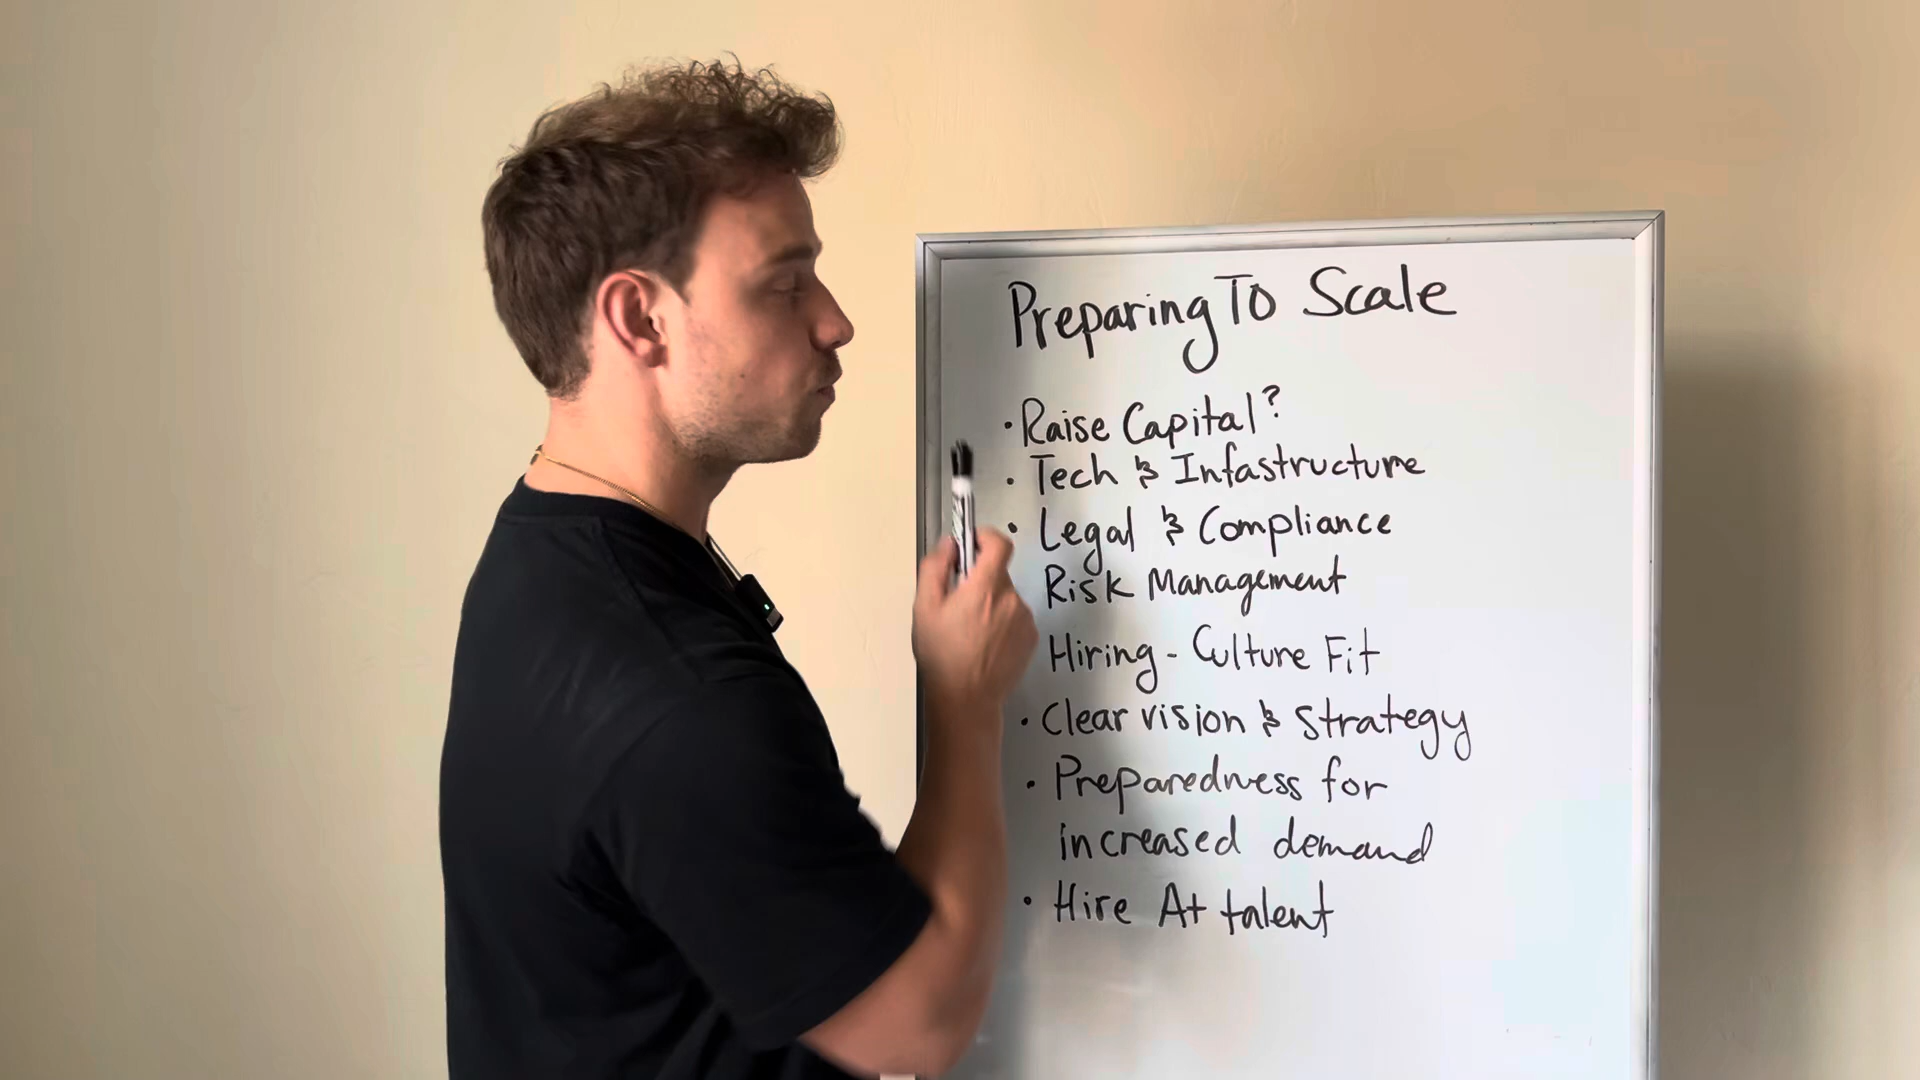 Preparing To Scale
• Raise Capital?
• Tech & Infastructure
• Legal & Compliance
Risk Management
Hiring - Culture Fit
• Clear vision & Strategy
• Preparedness for
increased demand
• Hire A+ talent